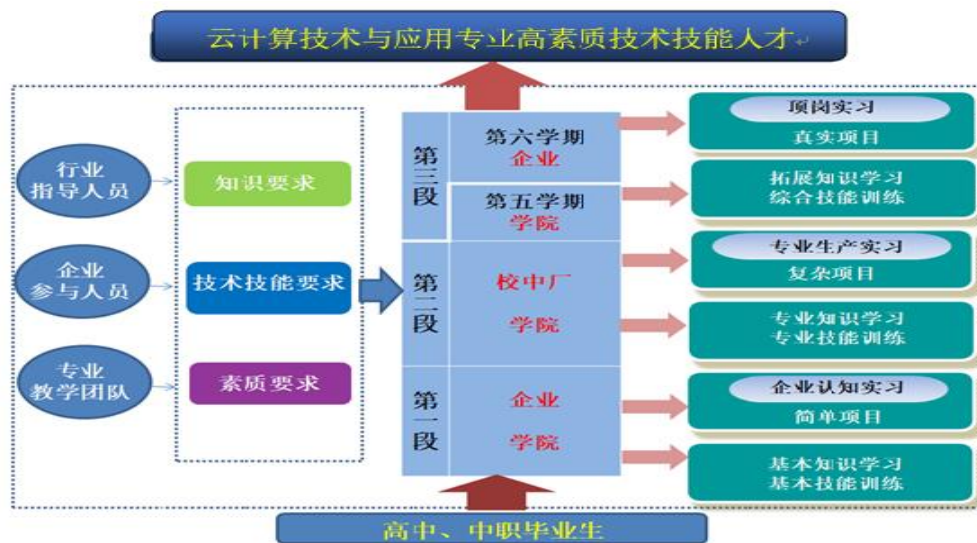 云计算技术与应用专业高素质技术技能人才↵
行业
指导人员
企业
参与人员
专业
教学团队
知识要求
技术技能要求
素质要求
第三段
第六学期
企业
第五学期
学院
第二段
校中厂
学院
第一段
企业
学院
项岗实习
真实项目
拓展知识学习
综合技能训练
专业生产实习
复杂项目
专业知识学习
专业技能训练
企业认知实习
简单项目
基本知识学习
基本技能训练
高中、中职毕业生